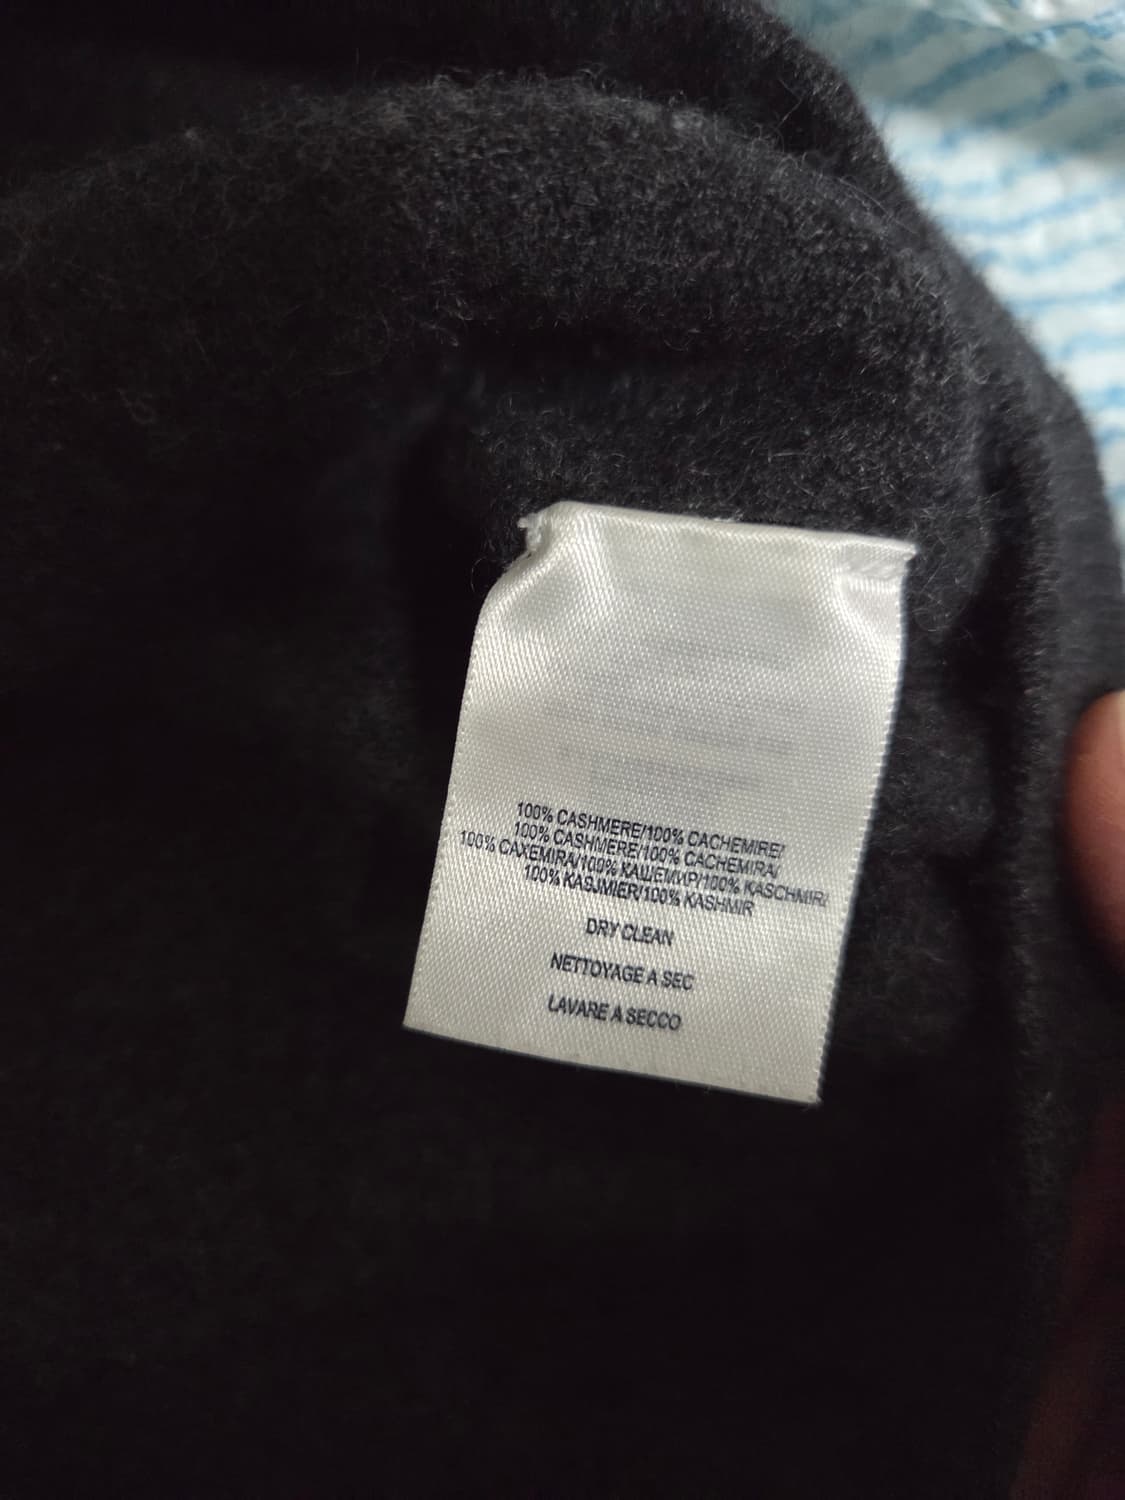 100% CASHMERE/100% CACHEMIRE/
100% CASHMERE/100% CACHEMIRA/
100% CAXEMIRA/100% КАШЕМИР/100% KASCHMIR/
100% KASJMIER/100% KASHMIR
DRY CLEAN
NETTOYAGE A SEC
LAVARE A SECCO